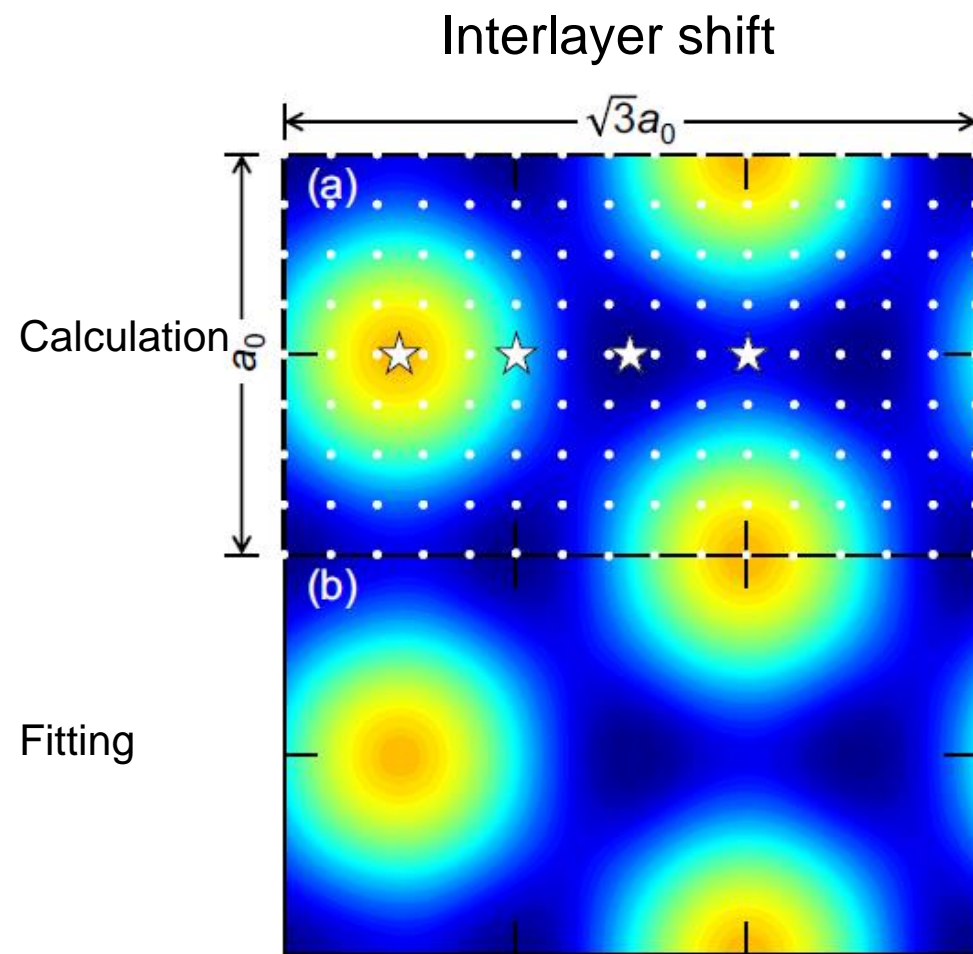 Interlayer shift
√3a₀
(a)
Calculation
a₀
(b)
Fitting